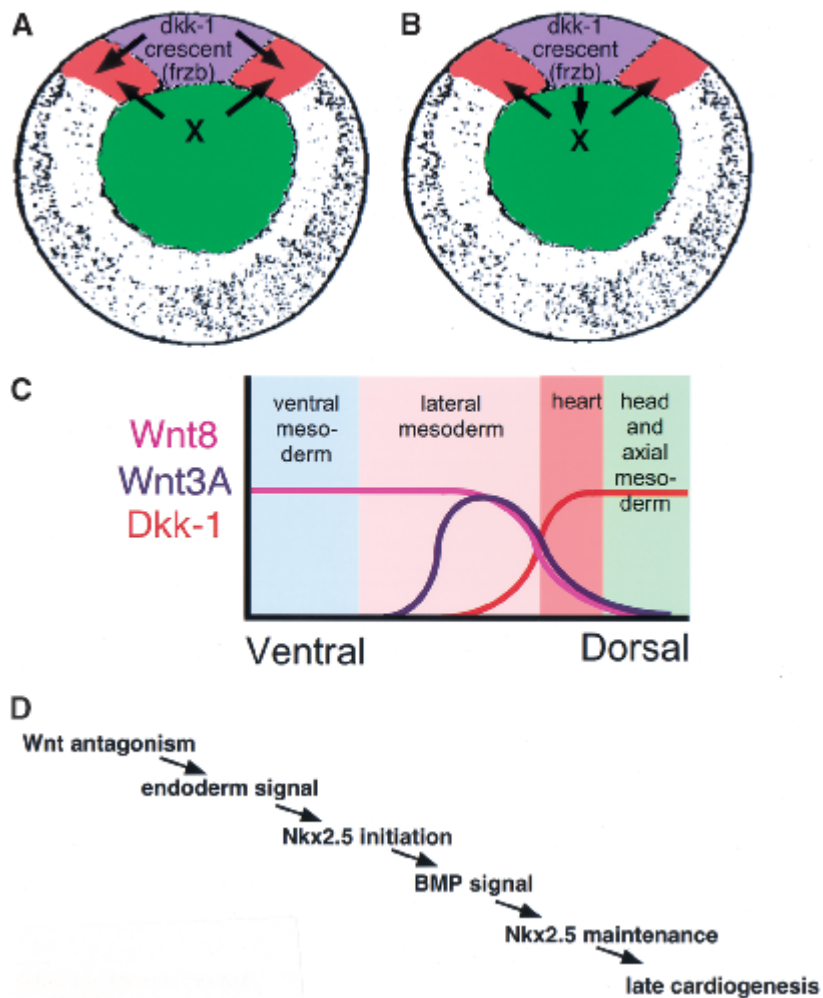 A
dkk-1
crescent
(frzb)
X
B
dkk-1
crescent
(frzb)
X
C
Wnt8
Wnt3A
Dkk-1
ventral
meso-
derm
lateral
mesoderm
heart
head
and
axial
meso-
derm
Ventral
Dorsal
D
Wnt antagonism
endoderm signal
Nkx2.5 initiation
BMP signal
Nkx2.5 maintenance
late cardiogenesis